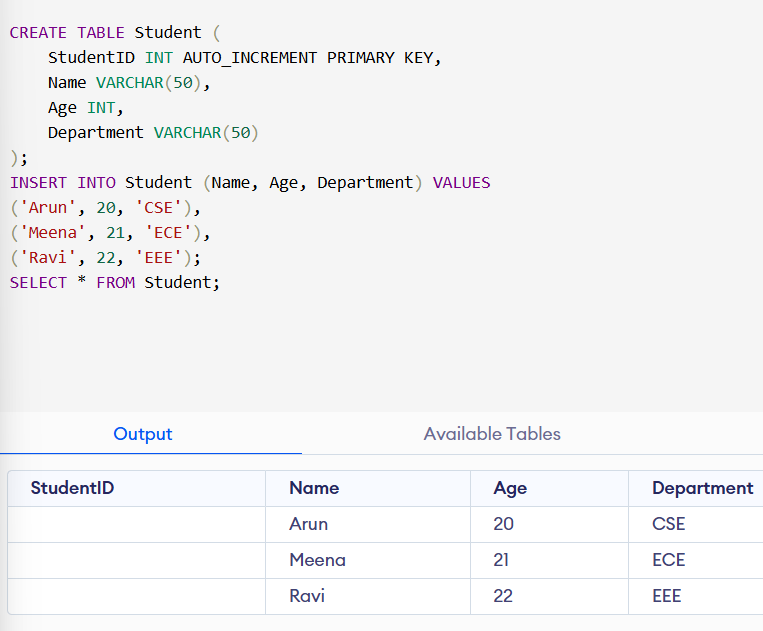 CREATE TABLE Student (
    StudentID INT AUTO_INCREMENT PRIMARY KEY,
    Name VARCHAR(50),
    Age INT,
    Department VARCHAR(50)
);
INSERT INTO Student (Name, Age, Department) VALUES
('Arun', 20, 'CSE'),
('Meena', 21, 'ECE'),
('Ravi', 22, 'EEE');
SELECT * FROM Student;
Output Available Tables
StudentID Name Age Department
Arun 20 CSE
Meena 21 ECE
Ravi 22 EEE